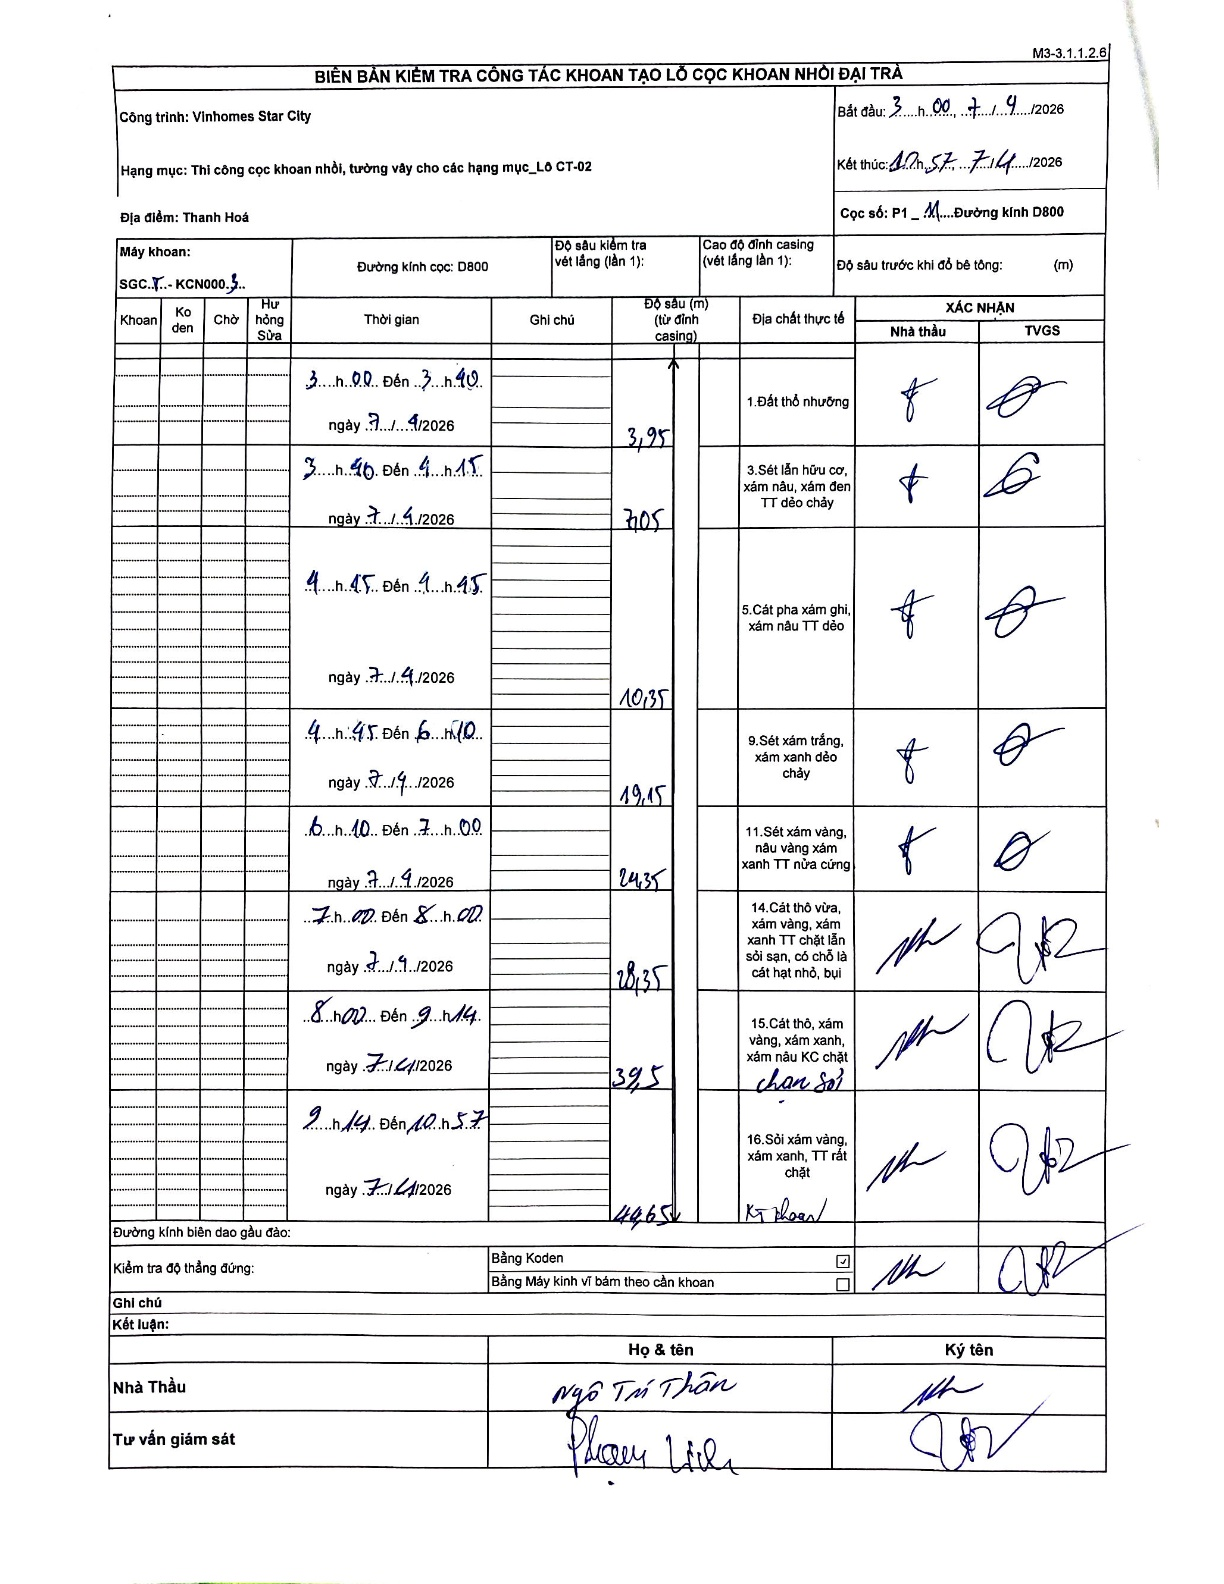 M3-3.1.1.2.6
BIÊN BẢN KIỂM TRA CÔNG TÁC KHOAN TẠO LỖ CỌC KHOAN NHỒI ĐẠI TRÀ
Công trình: Vinhomes Star City
Bắt đầu: 3....h..00., ...7..../..4...../2026
Hạng mục: Thi công cọc khoan nhồi, tường vây cho các hạng mục_Lô CT-02
Kết thúc: 10.h.57, ...7./.4...../2026
Địa điểm: Thanh Hoá
Cọc số: P1 _ .11....Đường kính D800
Máy khoan:
SGC..T..- KCN000.3..
Đường kính cọc: D800
Độ sâu kiểm tra
vét lắng (lần 1):
Cao độ đỉnh casing
(vét lắng lần 1):
Độ sâu trước khi đổ bê tông: (m)
Khoan
Ko
den
Chờ
Hư
hỏng
Sửa
Thời gian
Ghi chú
Độ sâu (m)
(từ đỉnh
casing)
Địa chất thực tế
XÁC NHẬN
Nhà thầu
TVGS
3....h..00.. Đến ..3...h.40.
ngày ..7.../...4/2026
3,95
1.Đất thổ nhưỡng
3...h..40. Đến ..4...h.15.
ngày ..7.../..4./2026
7,05
3.Sét lẫn hữu cơ,
xám nâu, xám đen
TT dẻo chảy
.4....h..15.. Đến ..4...h.45.
ngày ..7../..4./2026
10,35
5.Cát pha xám ghi,
xám nâu TT dẻo
.4....h..45. Đến .6...h.10..
ngày ..7.../.4.../2026
19,15
9.Sét xám trắng,
xám xanh dẻo
chảy
.6...h..10.. Đến ..7...h..00.
ngày ..7.../..4./2026
24,35
11.Sét xám vàng,
nâu vàng xám
xanh TT nửa cứng
..7.h...00. Đến 8...h.00.
ngày ..7.../..4.../2026
28,35
14.Cát thô vừa,
xám vàng, xám
xanh TT chặt lẫn
sỏi sạn, có chỗ là
cát hạt nhỏ, bụi
..8...h00... Đến ..9...h.14.
ngày ..7.../.4./2026
39,5
15.Cát thô, xám
vàng, xám xanh,
xám nâu KC chặt
chạn sỏi
9....h.14.. Đến.10..h.57
ngày ..7.../.4./2026
44,65
16.Sỏi xám vàng,
xám xanh, TT rất
chặt
KT khoan
Đường kính biên dao gầu đào:
Kiểm tra độ thẳng đứng:
Bằng Koden ☑
Bằng Máy kinh vĩ bám theo cần khoan ☐
Ghi chú
Kết luận:
Họ & tên
Ký tên
Nhà Thầu
Ngô Trí Thân
Tư vấn giám sát
Phạm Linh